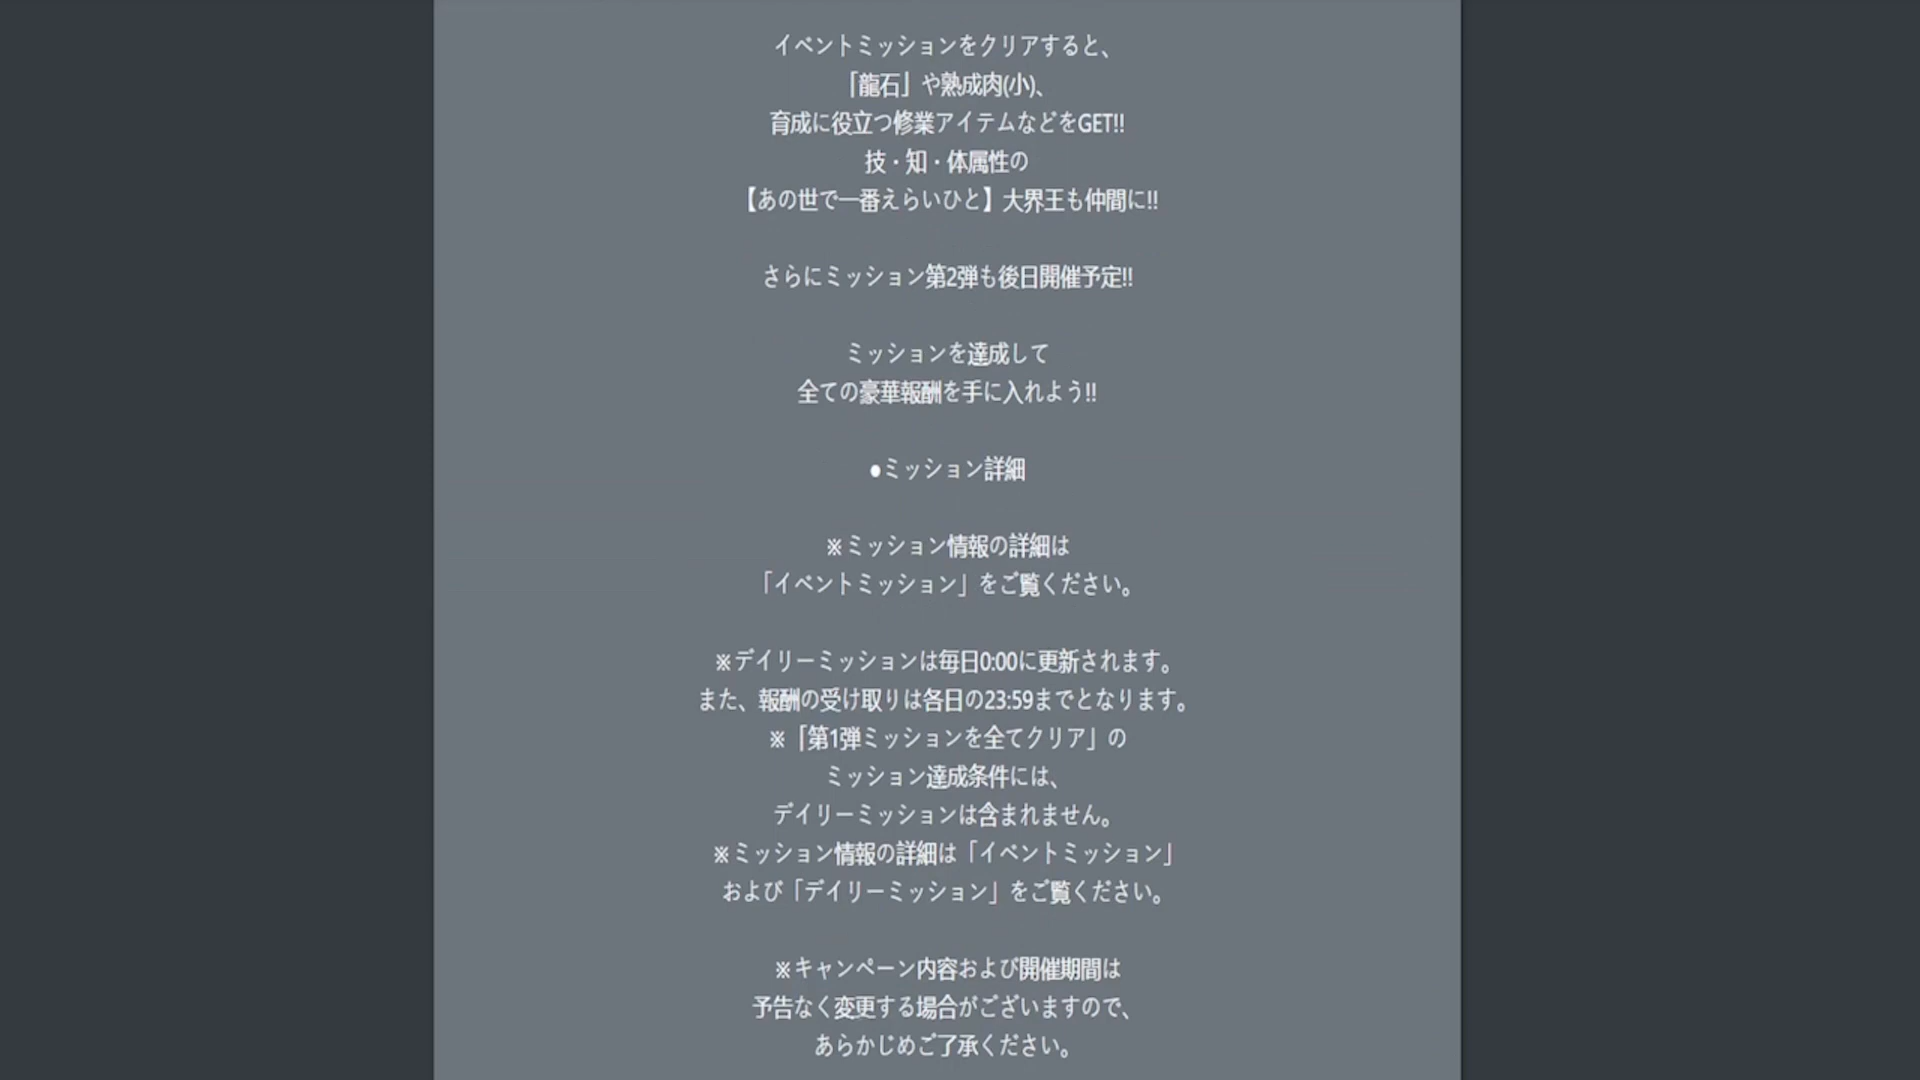 イベントミッションをクリアすると、
「龍石」や熟成肉(小)、
育成に役立つ修業アイテムなどをGET!!
技・知・体属性の
【あの世で一番えらいひと】大界王も仲間に!!
さらにミッション第2弾も後日開催予定!!
ミッションを達成して
全ての豪華報酬を手に入れよう!!
●ミッション詳細
※ミッション情報の詳細は
「イベントミッション」をご覧ください。
※デイリーミッションは毎日0:00に更新されます。
また、報酬の受け取りは各日の23:59までとなります。
※「第1弾ミッションを全てクリア」の
ミッション達成条件には、
デイリーミッションは含まれません。
※ミッション情報の詳細は「イベントミッション」
および「デイリーミッション」をご覧ください。
※キャンペーン内容および開催期間は
予告なく変更する場合がございますので、
あらかじめご了承ください。